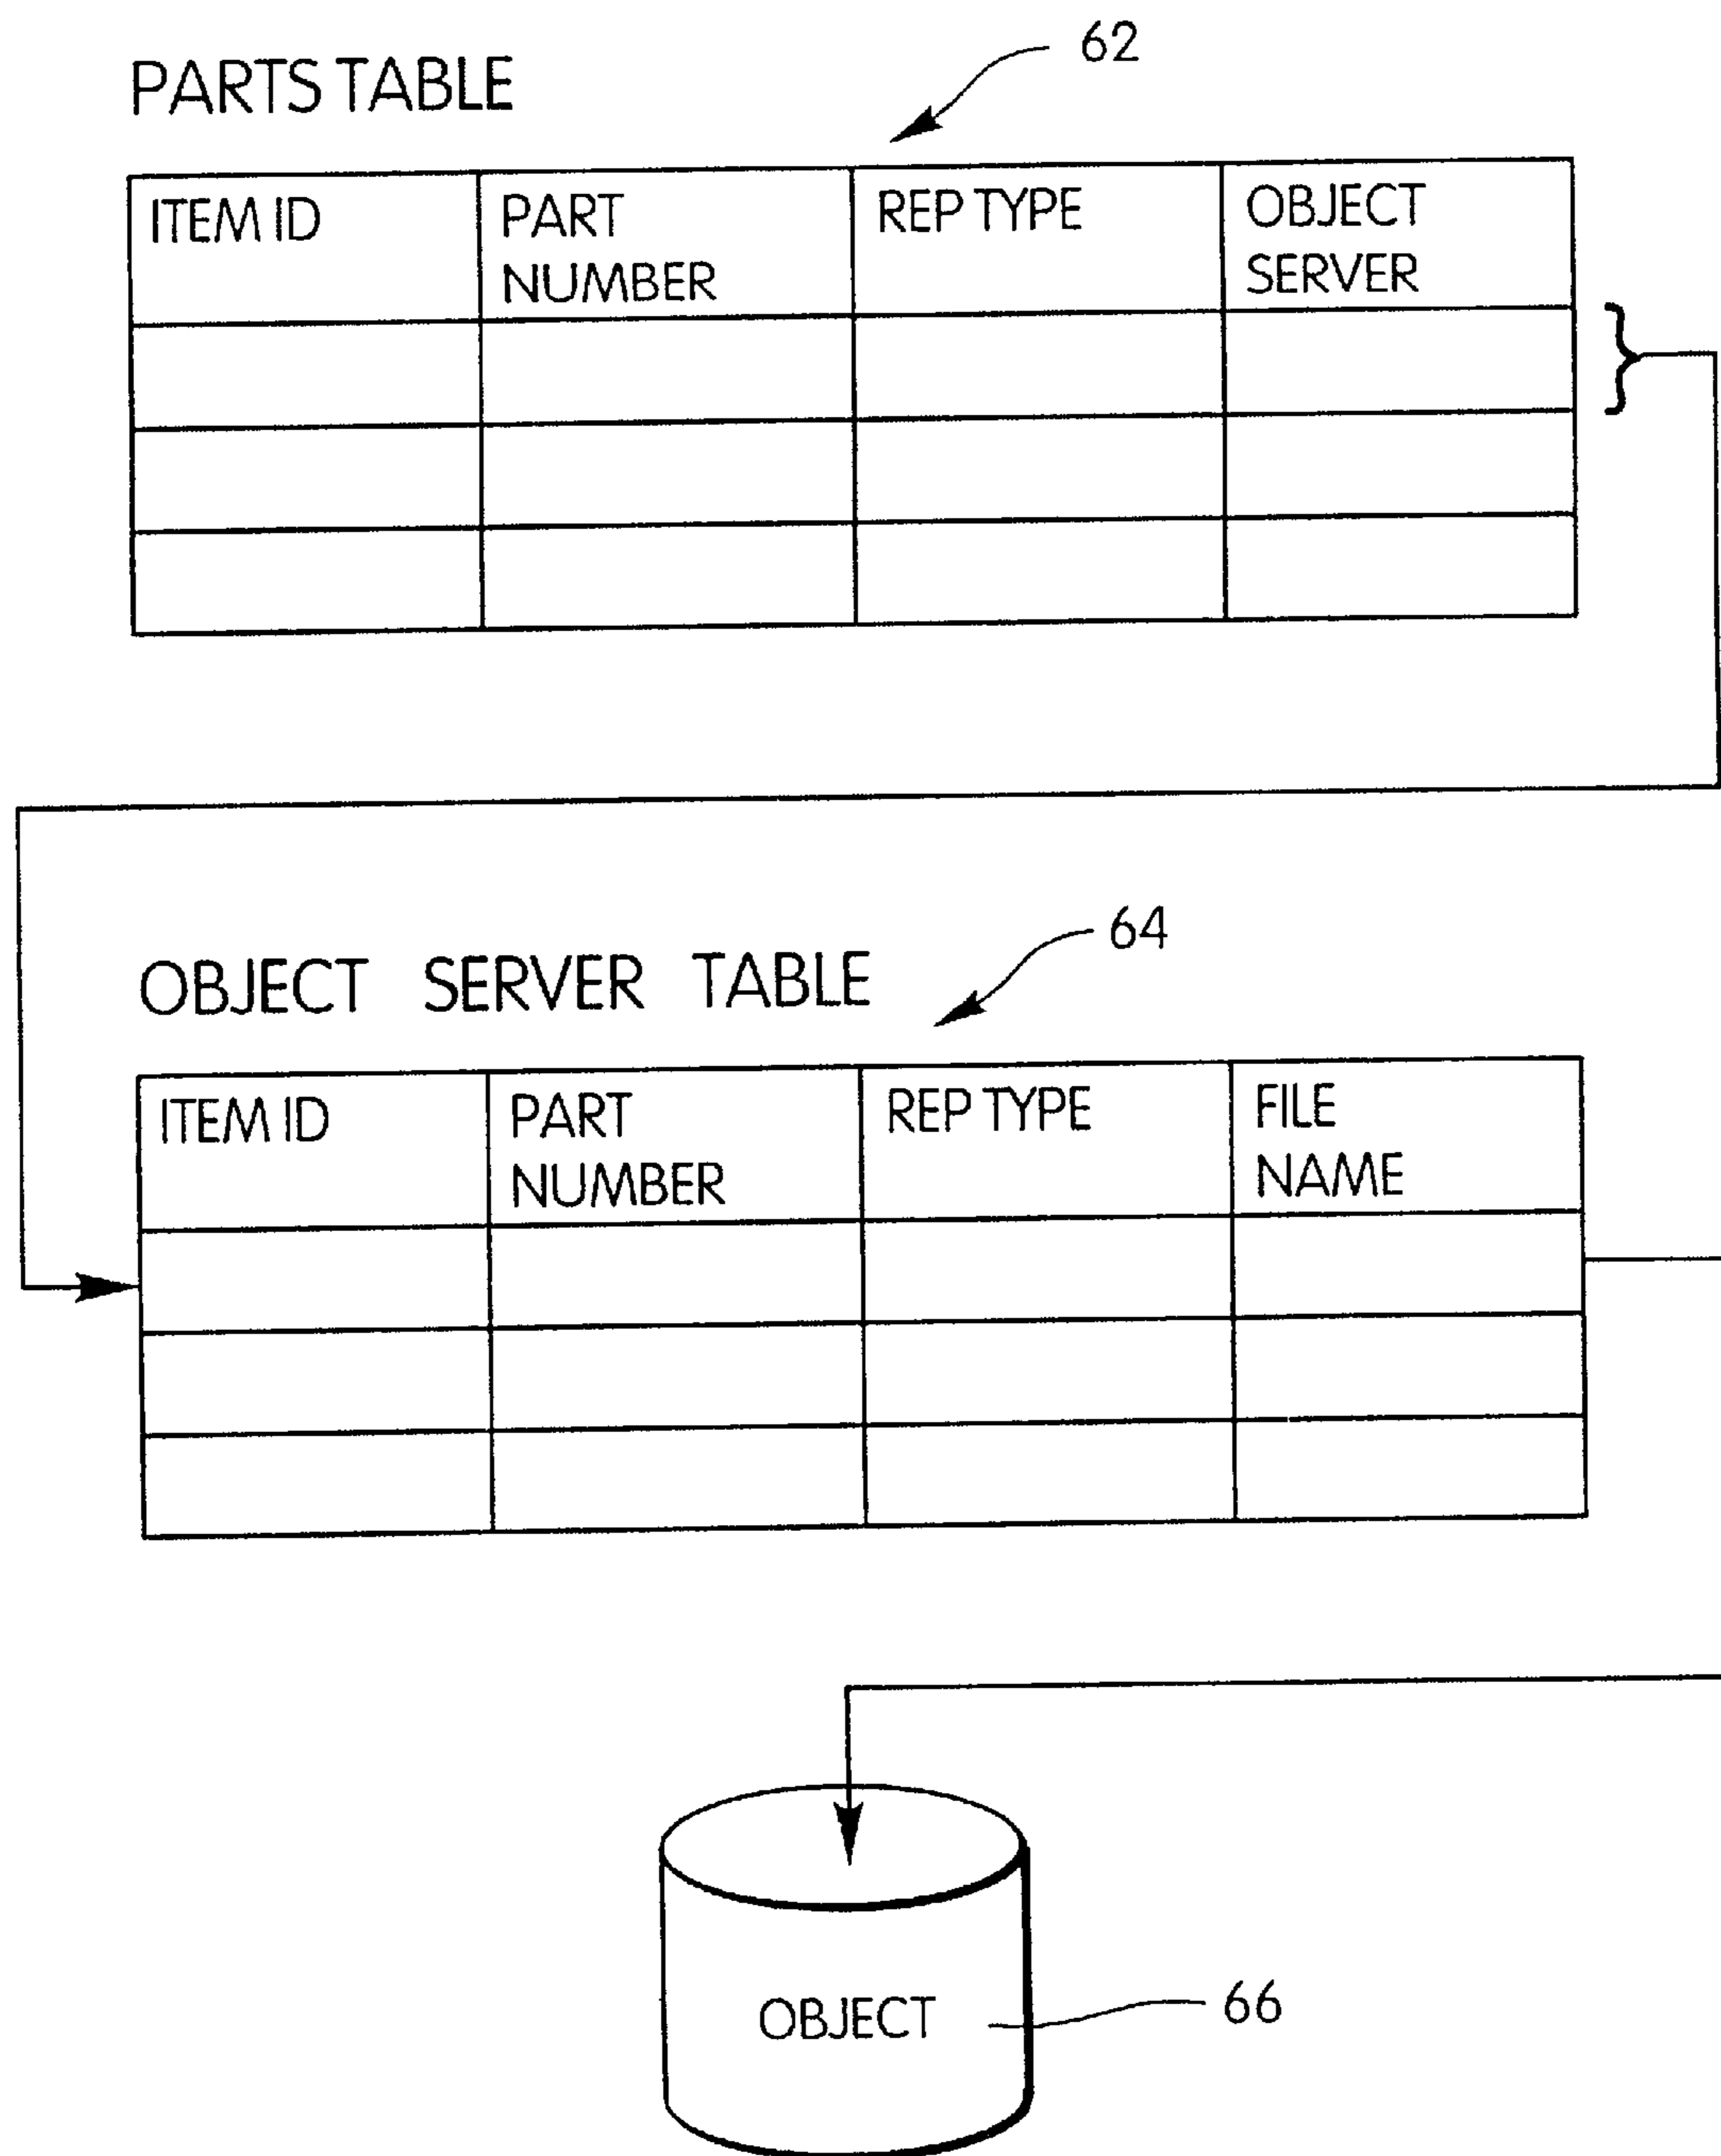 62
PARTS TABLE
ITEM ID
PART
NUMBER
REP TYPE
OBJECT
SERVER
64
OBJECT SERVER TABLE
ITEM ID
PART
NUMBER
REP TYPE
FILE
NAME
OBJECT
66